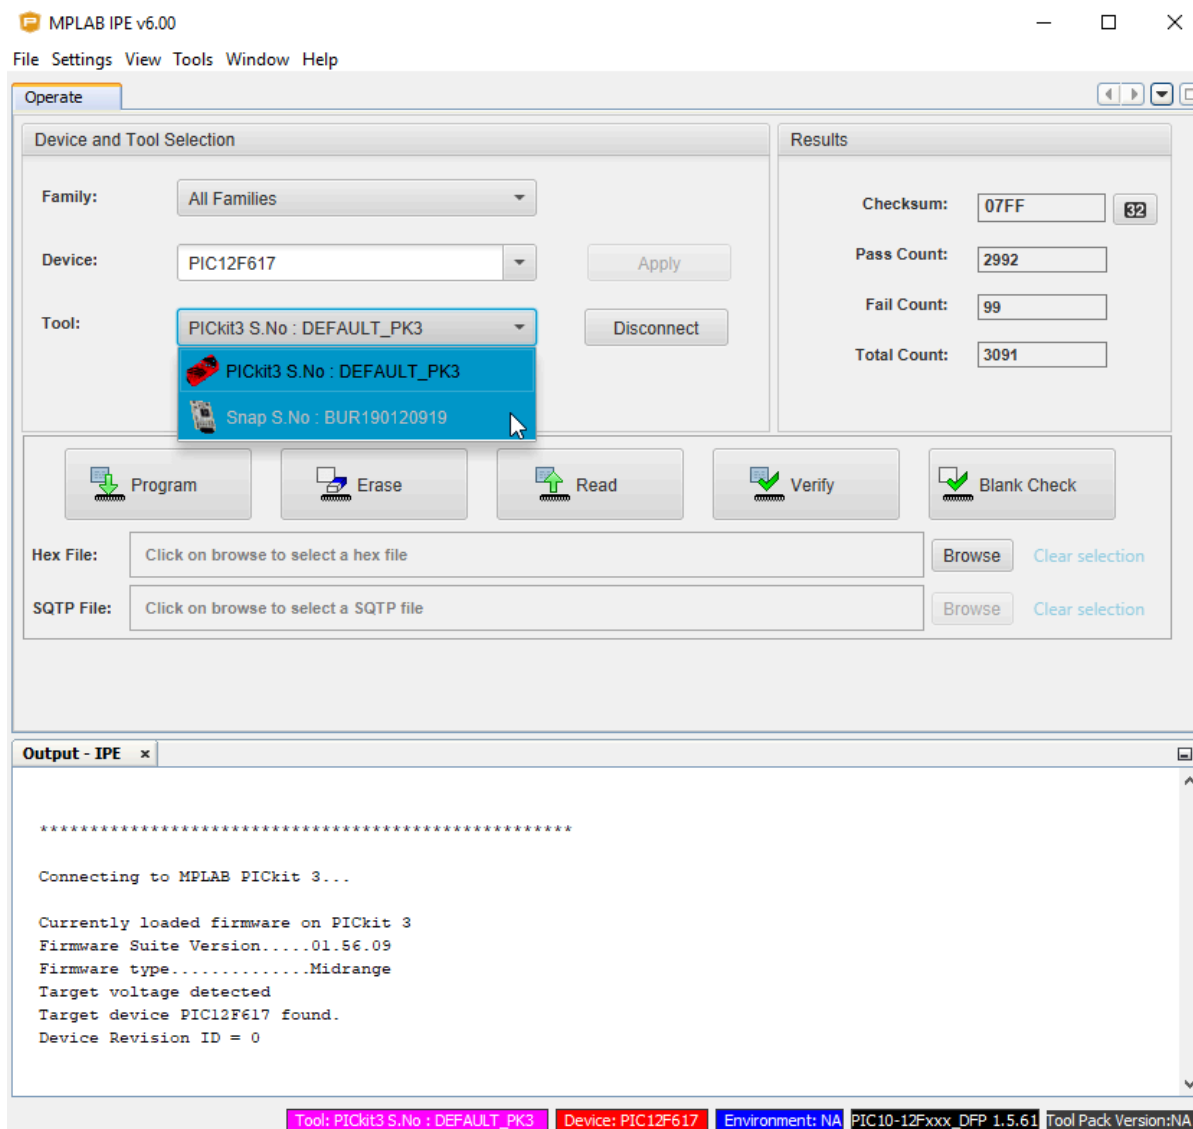 MPLAB IPE v6.00
File Settings View Tools Window Help
Operate
Device and Tool Selection
Family:
All Families
Device:
PIC12F617
Apply
Tool:
PICkit3 S.No : DEFAULT_PK3
Disconnect
PICkit3 S.No : DEFAULT_PK3
Snap S.No : BUR190120919
Results
Checksum:
07FF
32
Pass Count:
2992
Fail Count:
99
Total Count:
3091
Program
Erase
Read
Verify
Blank Check
Hex File:
Click on browse to select a hex file
Browse
Clear selection
SQTP File:
Click on browse to select a SQTP file
Browse
Clear selection
Output - IPE ×
*****************************************************
Connecting to MPLAB PICkit 3...
Currently loaded firmware on PICkit 3
Firmware Suite Version.....01.56.09
Firmware type..............Midrange
Target voltage detected
Target device PIC12F617 found.
Device Revision ID = 0
Tool: PICkit3 S.No : DEFAULT_PK3
Device: PIC12F617
Environment: NA
PIC10-12Fxxx_DFP 1.5.61
Tool Pack Version:NA